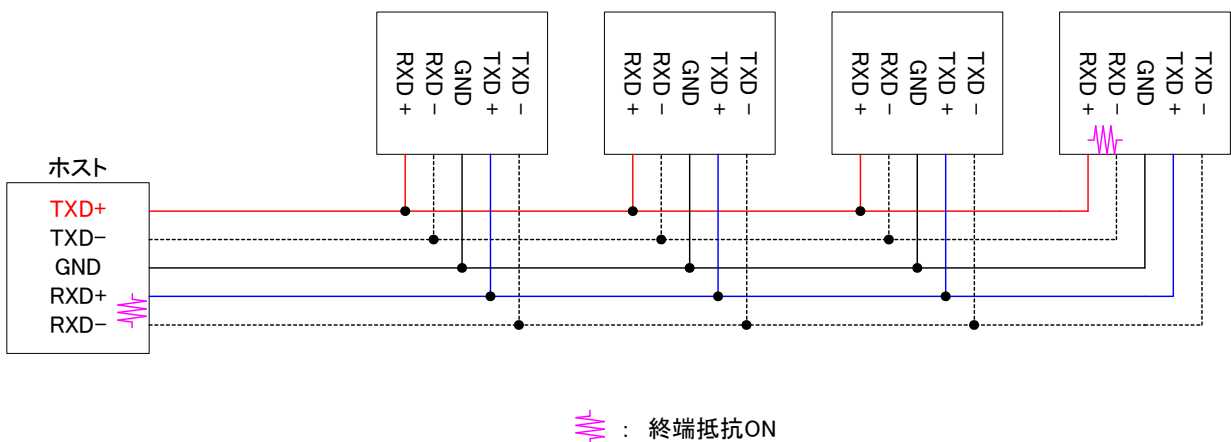 RXD+
RXD-
GND
TXD+
TXD-
RXD+
RXD-
GND
TXD+
TXD-
RXD+
RXD-
GND
TXD+
TXD-
RXD+
RXD-
GND
TXD+
TXD-
ホスト
TXD+
TXD-
GND
RXD+
RXD-
: 終端抵抗ON